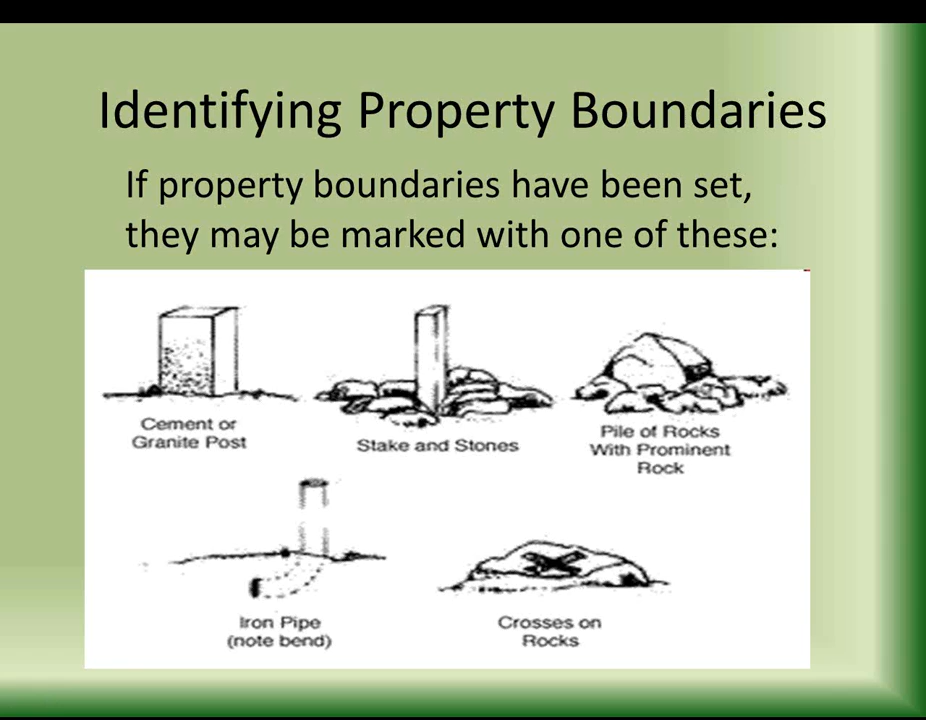 Identifying Property Boundaries
If property boundaries have been set,
they may be marked with one of these:
Cement or
Granite Post
Stake and Stones
Pile of Rocks
With Prominent
Rock
Iron Pipe
(note bend)
Crosses on
Rocks